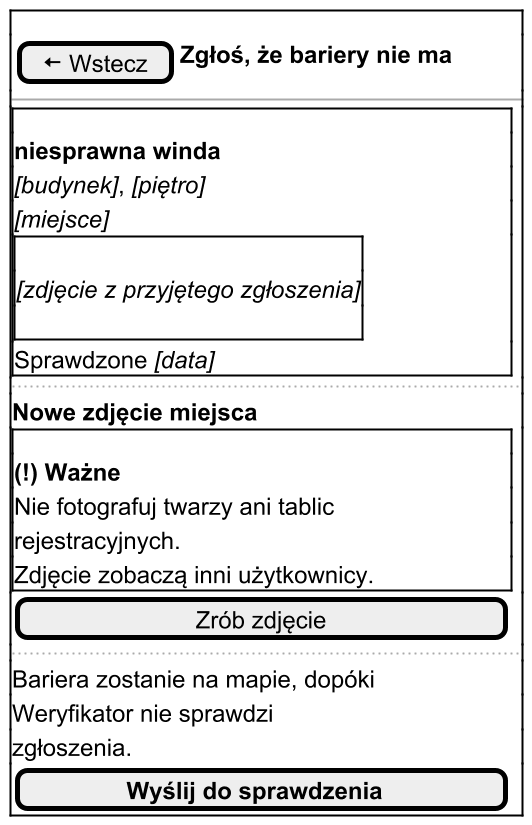 ← Wstecz Zgłoś, że bariery nie ma
niesprawna winda
[budynek], [piętro]
[miejsce]
[zdjęcie z przyjętego zgłoszenia]
Sprawdzone [data]
Nowe zdjęcie miejsca
(!) Ważne
Nie fotografuj twarzy ani tablic
rejestracyjnych.
Zdjęcie zobaczą inni użytkownicy.
Zrób zdjęcie
Bariera zostanie na mapie, dopóki
Weryfikator nie sprawdzi
zgłoszenia.
Wyślij do sprawdzenia